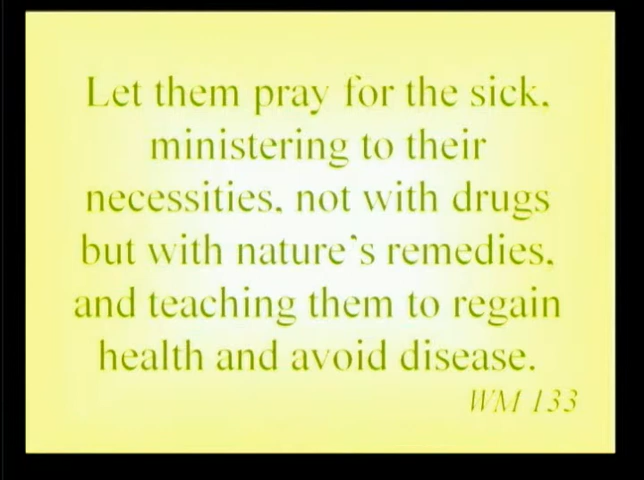 Let them pray for the sick,
ministering to their
necessities, not with drugs
but with nature's remedies,
and teaching them to regain
health and avoid disease.
WM 133